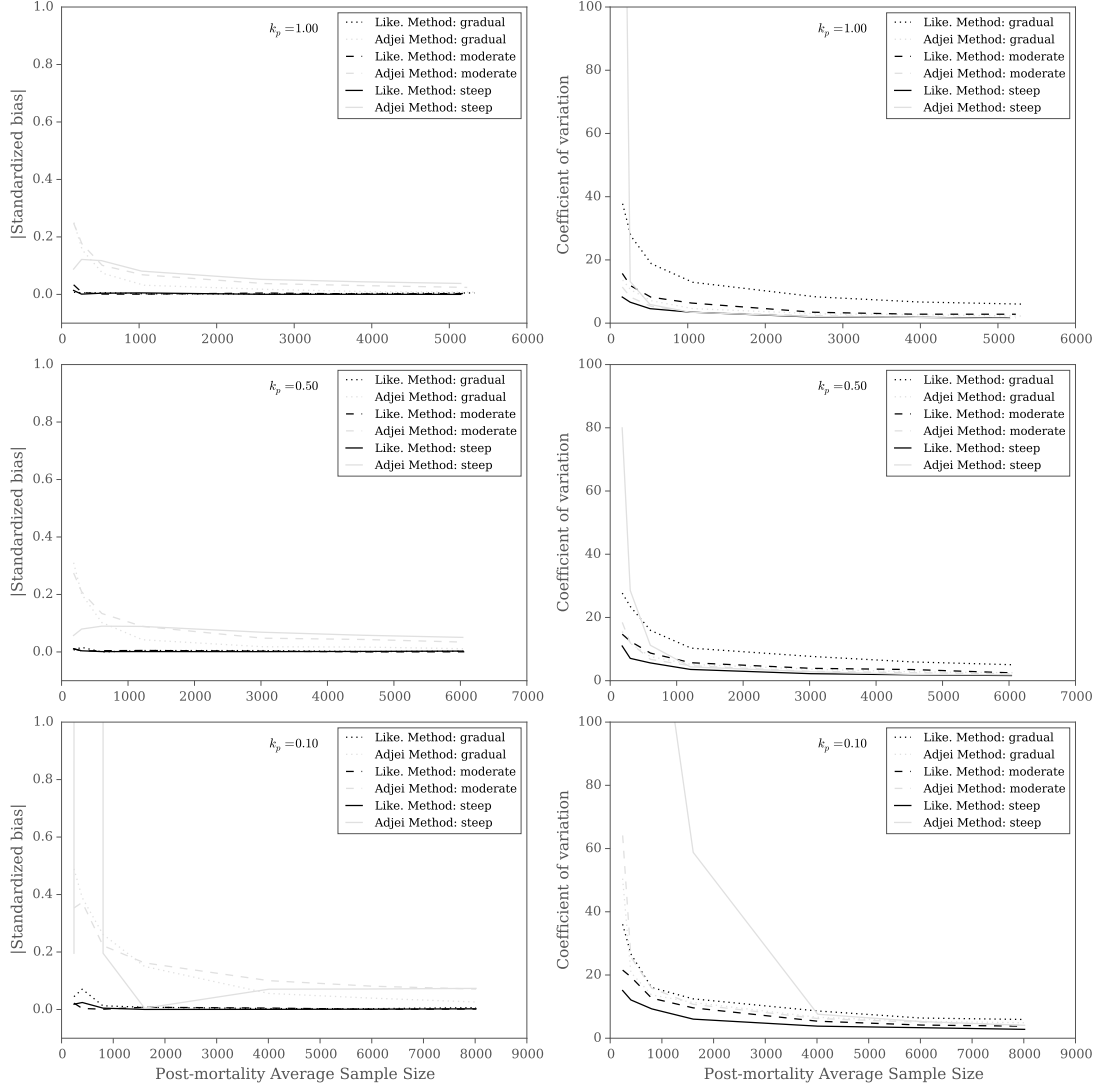 1.0
0.8
0.6
0.4
0.2
0.0
|Standardized bias|
k_p =1.00
Like. Method: gradual
Adjei Method: gradual
Like. Method: moderate
Adjei Method: moderate
Like. Method: steep
Adjei Method: steep
0 1000 2000 3000 4000 5000 6000
100
80
60
40
20
0
Coefficient of variation
k_p =1.00
Like. Method: gradual
Adjei Method: gradual
Like. Method: moderate
Adjei Method: moderate
Like. Method: steep
Adjei Method: steep
0 1000 2000 3000 4000 5000 6000
1.0
0.8
0.6
0.4
0.2
0.0
|Standardized bias|
k_p =0.50
Like. Method: gradual
Adjei Method: gradual
Like. Method: moderate
Adjei Method: moderate
Like. Method: steep
Adjei Method: steep
0 1000 2000 3000 4000 5000 6000 7000
100
80
60
40
20
0
Coefficient of variation
k_p =0.50
Like. Method: gradual
Adjei Method: gradual
Like. Method: moderate
Adjei Method: moderate
Like. Method: steep
Adjei Method: steep
0 1000 2000 3000 4000 5000 6000 7000
1.0
0.8
0.6
0.4
0.2
0.0
|Standardized bias|
k_p =0.10
Like. Method: gradual
Adjei Method: gradual
Like. Method: moderate
Adjei Method: moderate
Like. Method: steep
Adjei Method: steep
0 1000 2000 3000 4000 5000 6000 7000 8000 9000
Post-mortality Average Sample Size
100
80
60
40
20
0
Coefficient of variation
k_p =0.10
Like. Method: gradual
Adjei Method: gradual
Like. Method: moderate
Adjei Method: moderate
Like. Method: steep
Adjei Method: steep
0 1000 2000 3000 4000 5000 6000 7000 8000 9000
Post-mortality Average Sample Size